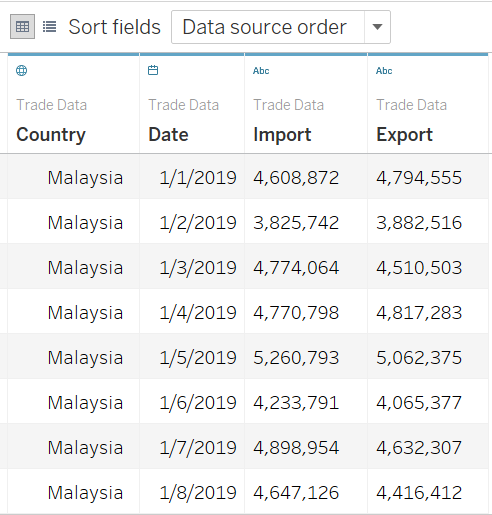 Sort fields Data source order
Abc Abc
Trade Data Trade Data Trade Data Trade Data
Country Date Import Export
Malaysia 1/1/2019 4,608,872 4,794,555
Malaysia 1/2/2019 3,825,742 3,882,516
Malaysia 1/3/2019 4,774,064 4,510,503
Malaysia 1/4/2019 4,770,798 4,817,283
Malaysia 1/5/2019 5,260,793 5,062,375
Malaysia 1/6/2019 4,233,791 4,065,377
Malaysia 1/7/2019 4,898,954 4,632,307
Malaysia 1/8/2019 4,647,126 4,416,412